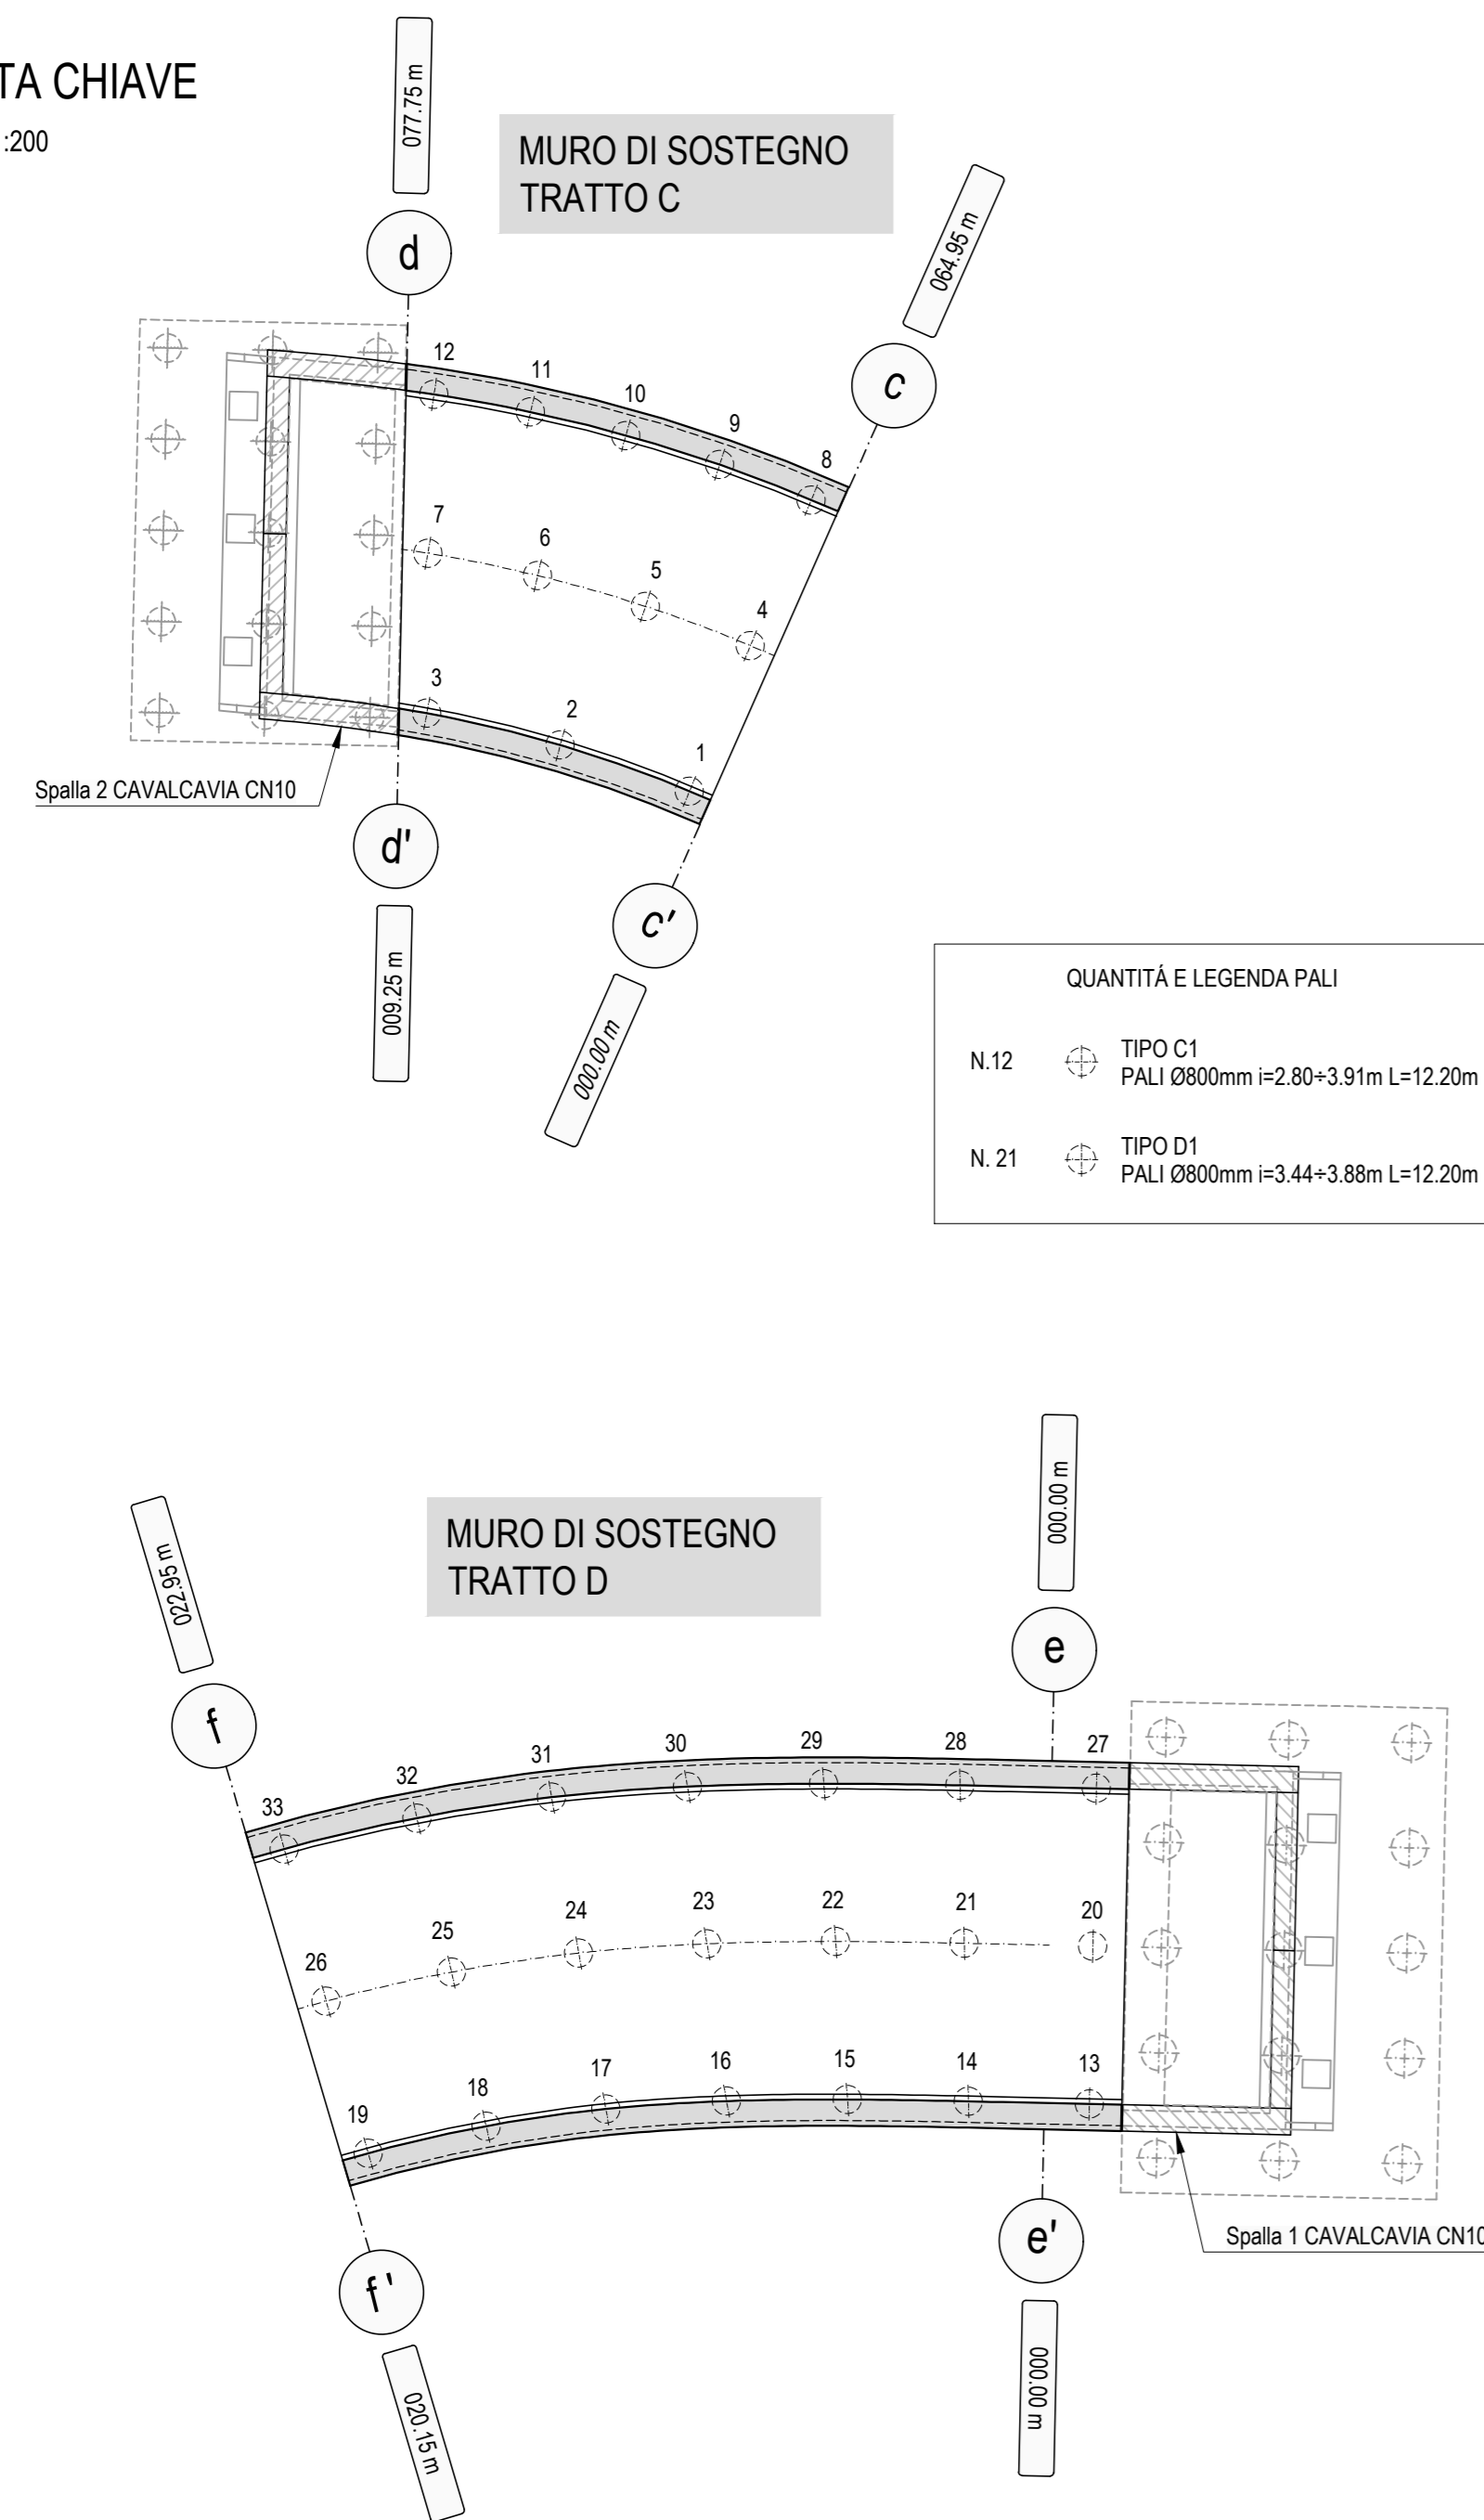 TA CHIAVE
:200
077.75 m
MURO DI SOSTEGNO
TRATTO C
064.95 m
d
c
12
11
10
9
8
7
6
5
4
3
2
1
Spalla 2 CAVALCAVIA CN10
d'
c'
009.25 m
000.00 m
QUANTITÁ E LEGENDA PALI
N.12
TIPO C1
PALI Ø800mm i=2.80÷3.91m L=12.20m
N. 21
TIPO D1
PALI Ø800mm i=3.44÷3.88m L=12.20m
000.00 m
022.95 m
MURO DI SOSTEGNO
TRATTO D
e
f
33
32
31
30
29
28
27
26
25
24
23
22
21
20
19
18
17
16
15
14
13
Spalla 1 CAVALCAVIA CN10
e'
f'
000.00 m
020.15 m